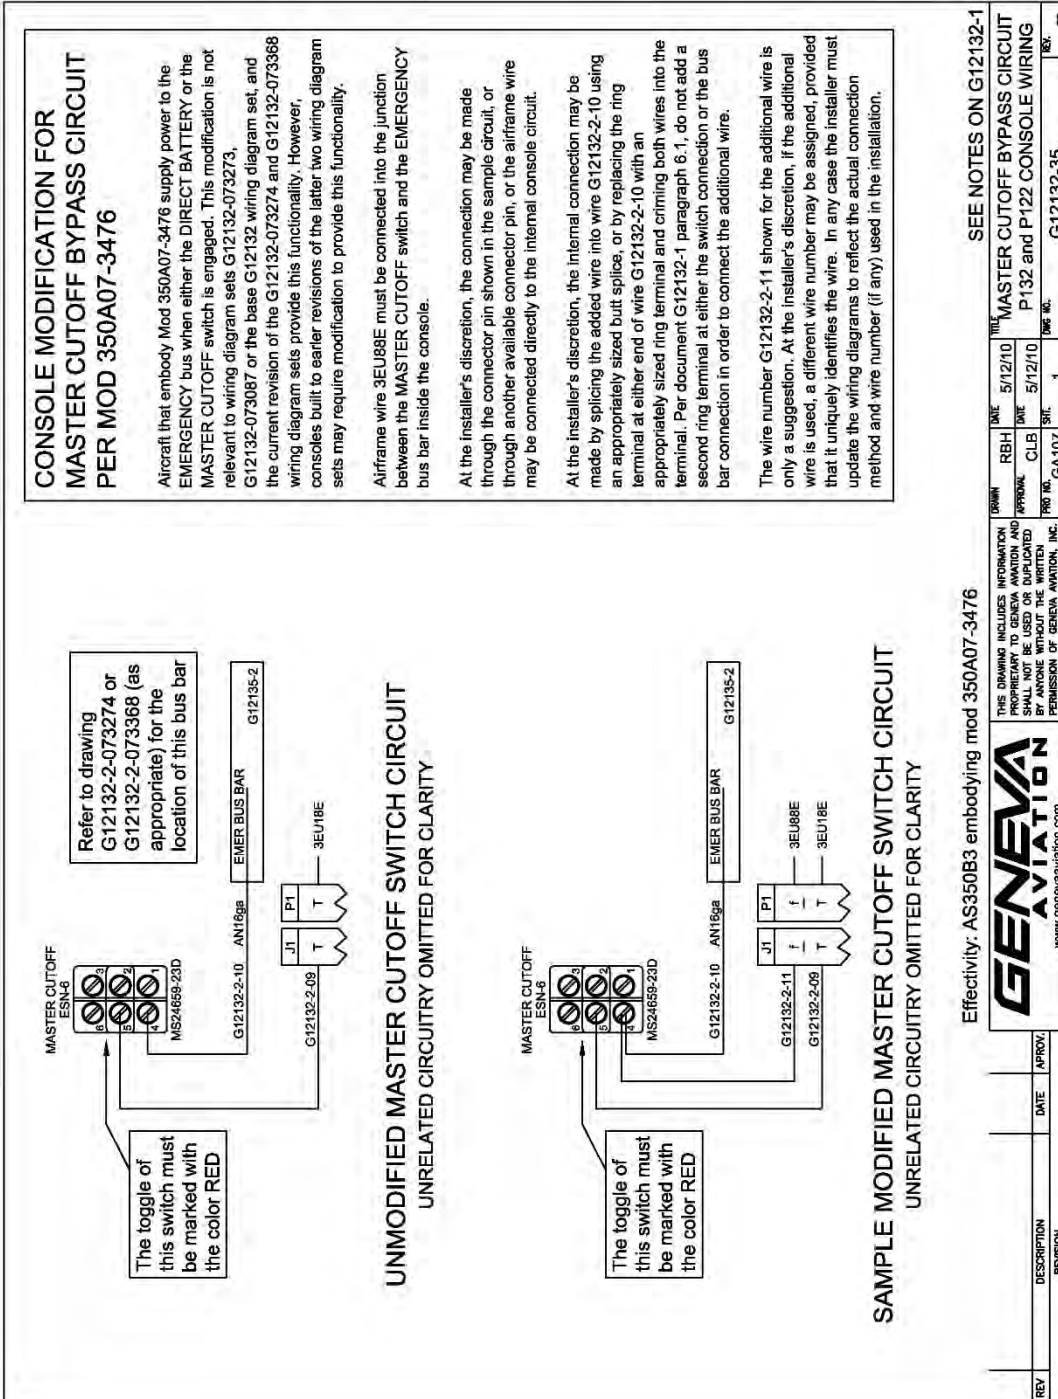 CONSOLE MODIFICATION FOR
MASTER CUTOFF BYPASS CIRCUIT
PER MOD 350A07-3476
Aircraft that embody Mod 350A07-3476 supply power to the
EMERGENCY bus when either the DIRECT BATTERY or the
MASTER CUTOFF switch is engaged. This modification is not
relevant to wiring diagram sets G12132-073273,
G12132-073087 or the base G12132 wiring diagram set, and
the current revision of the G12132-073274 and G12132-073368
wiring diagram sets provide this functionality. However,
consoles built to earlier revisions of the latter two wiring diagram
sets may require modification to provide this functionality.
Airframe wire 3EU88E must be connected into the junction
between the MASTER CUTOFF switch and the EMERGENCY
bus bar inside the console.
At the installer's discretion, the connection may be made
through the connector pin shown in the sample circuit, or
through another available connector pin, or the airframe wire
may be connected directly to the internal console circuit.
At the installer's discretion, the internal connection may be
made by splicing the added wire into wire G12132-2-10 using
an appropriately sized butt splice, or by replacing the ring
terminal at either end of wire G12132-2-10 with an
appropriately sized ring terminal and criming both wires into the
terminal. Per document G12132-1 paragraph 6.1, do not add a
second ring terminal at either the switch connection or the bus
bar connection in order to connect the additional wire.
The wire number G12132-2-11 shown for the additional wire is
only a suggestion. At the installer's discretion, if the additional
wire is used, a different wire number may be assigned, provided
that it uniquely identifies the wire. In any case the installer must
update the wiring diagrams to reflect the actual connection
method and wire number (if any) used in the installation.
Refer to drawing
G12132-2-073274 or
G12132-2-073368 (as
appropriate) for the
location of this bus bar
MASTER CUTOFF
ESN-6
6 3
5 2
4 1
MS24659-23D
The toggle of
this switch must
be marked with
the color RED
G12132-2-10 AN16ga EMER BUS BAR
G12135-2
J1 P1
G12132-2-09 T T 3EU18E
UNMODIFIED MASTER CUTOFF SWITCH CIRCUIT
UNRELATED CIRCUITRY OMITTED FOR CLARITY
MASTER CUTOFF
ESN-6
6 3
5 2
4 1
MS24659-23D
The toggle of
this switch must
be marked with
the color RED
G12132-2-10 AN16ga EMER BUS BAR
G12135-2
J1 P1
G12132-2-11 f f 3EU88E
G12132-2-09 T T 3EU18E
SAMPLE MODIFIED MASTER CUTOFF SWITCH CIRCUIT
UNRELATED CIRCUITRY OMITTED FOR CLARITY
Effectivity: AS350B3 embodying mod 350A07-3476
SEE NOTES ON G12132-1
REV DESCRIPTION DATE APROV.
REVISION
GENEVA
AVIATION
THIS DRAWING INCLUDES INFORMATION
PROPRIETARY TO GENEVA AVIATION AND
SHALL NOT BE USED OR DUPLICATED
BY ANYONE WITHOUT THE WRITTEN
PERMISSION OF GENEVA AVIATION, INC.
DRAWN RBH DATE 5/12/10
APPROVAL CLB DATE 5/12/10
PRO NO. GA107 SHT. 1
TITLE MASTER CUTOFF BYPASS CIRCUIT
P132 and P122 CONSOLE WIRING
DWG NO. G12132-35 REV.